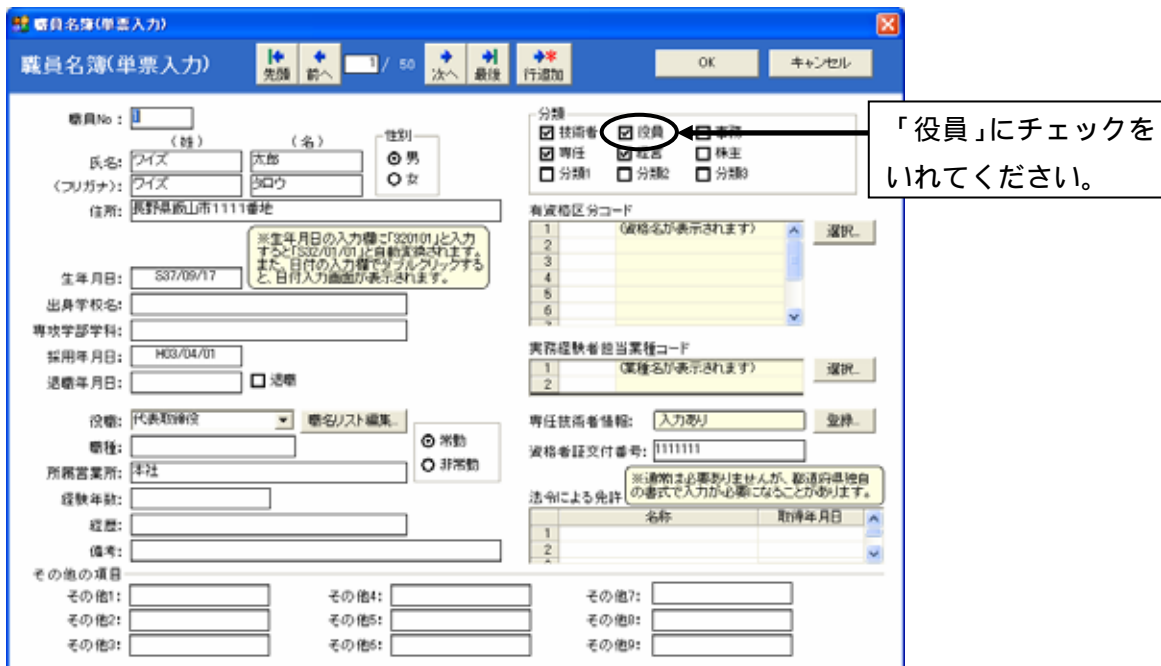 職員名簿(単票入力)
職員名簿(単票入力) 先頭 前へ 1 / 50 次へ 最後 行追加 OK キャンセル
職員No : 1
(姓) (名) 性別
氏名: ワイズ 太郎 男
(フリガナ): ワイズ タロウ 女
住所: 長野県飯山市1111番地
※生年月日の入力欄に「320101」と入力
すると「S32/01/01」と自動変換されます。
また、日付の入力欄でダブルクリックする
と、日付入力画面が表示されます。
生年月日: S37/09/17
出身学校名:
専攻学部学科:
採用年月日: H03/04/01
退職年月日: 退職
役職: 代表取締役 職名リスト編集...
職種: 常勤
所属営業所: 本社 非常勤
経験年数:
経歴:
備考:
分類
技術者 役員 事務
専任 経営 株主
分類1 分類2 分類3
「役員」にチェックを
いれてください。
有資格区分コード
1 (資格名が表示されます) 選択...
2
3
4
5
6
実務経験者担当業種コード
1 (業種名が表示されます) 選択...
2
専任技術者情報: 入力あり 登録...
資格者証交付番号: 1111111
※通常は必要ありませんが、都道府県独自
の書式で入力が必要になることがあります。
法令による免許
名称 取得年月日
1
2
その他の項目
その他1: その他4: その他7:
その他2: その他5: その他8:
その他3: その他6: その他9: